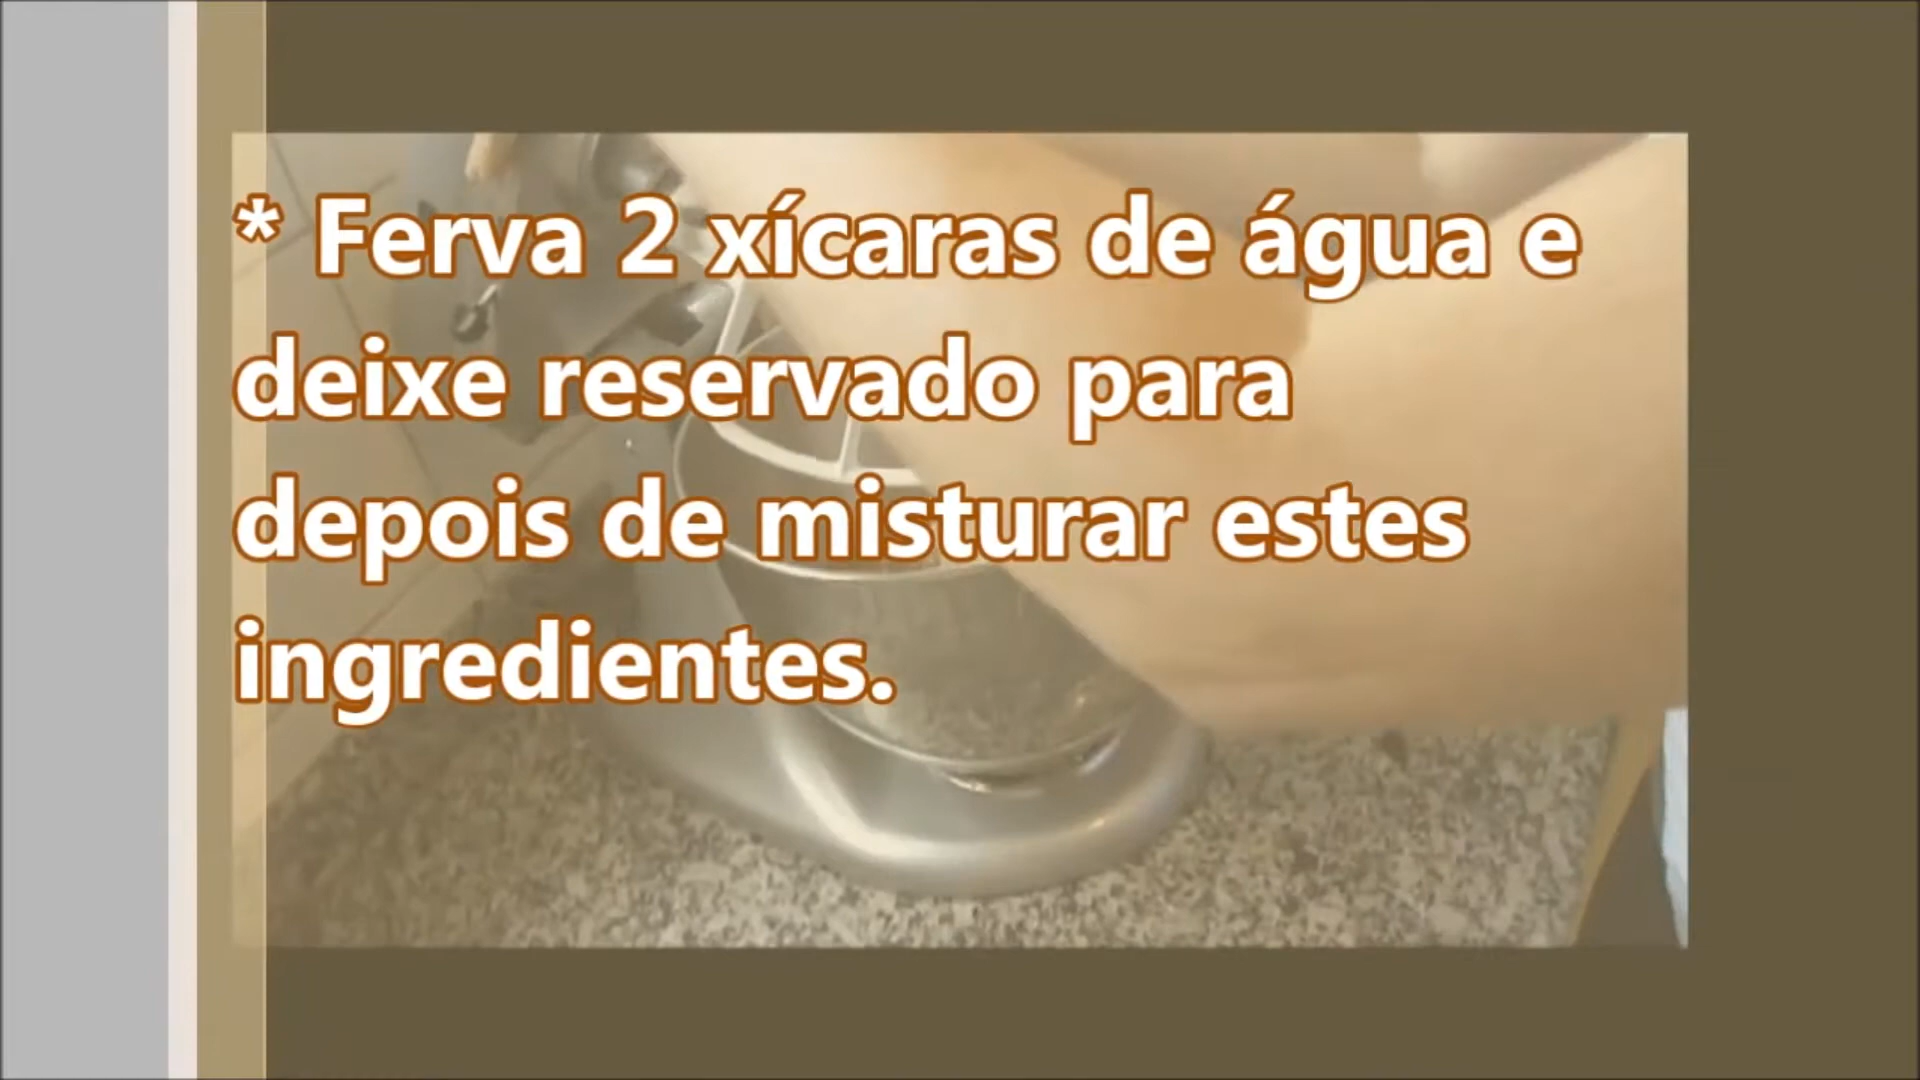 * Ferva 2 xícaras de água e
deixe reservado para
depois de misturar estes
ingredientes.